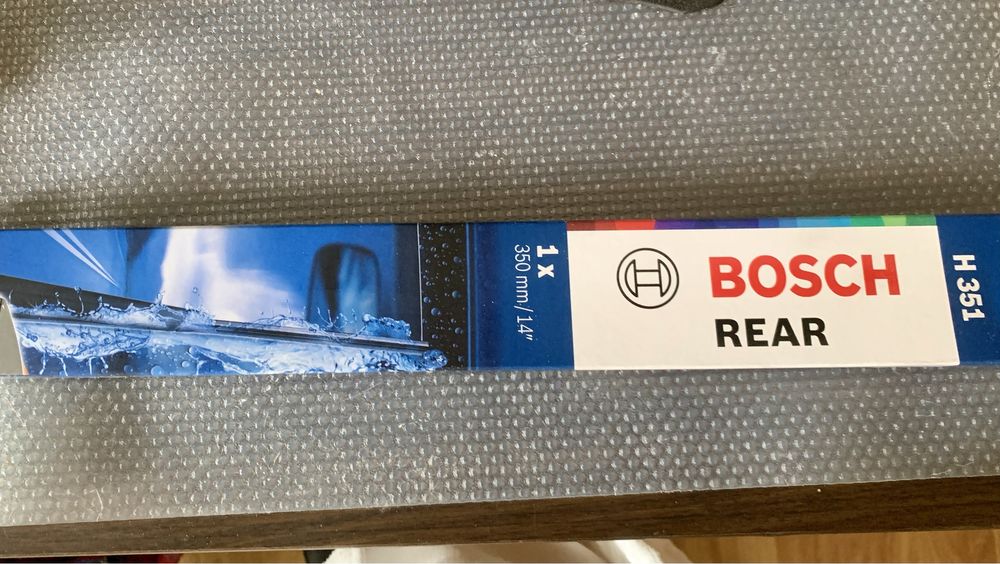 1 x
350 mm / 14"
BOSCH
REAR
H 351